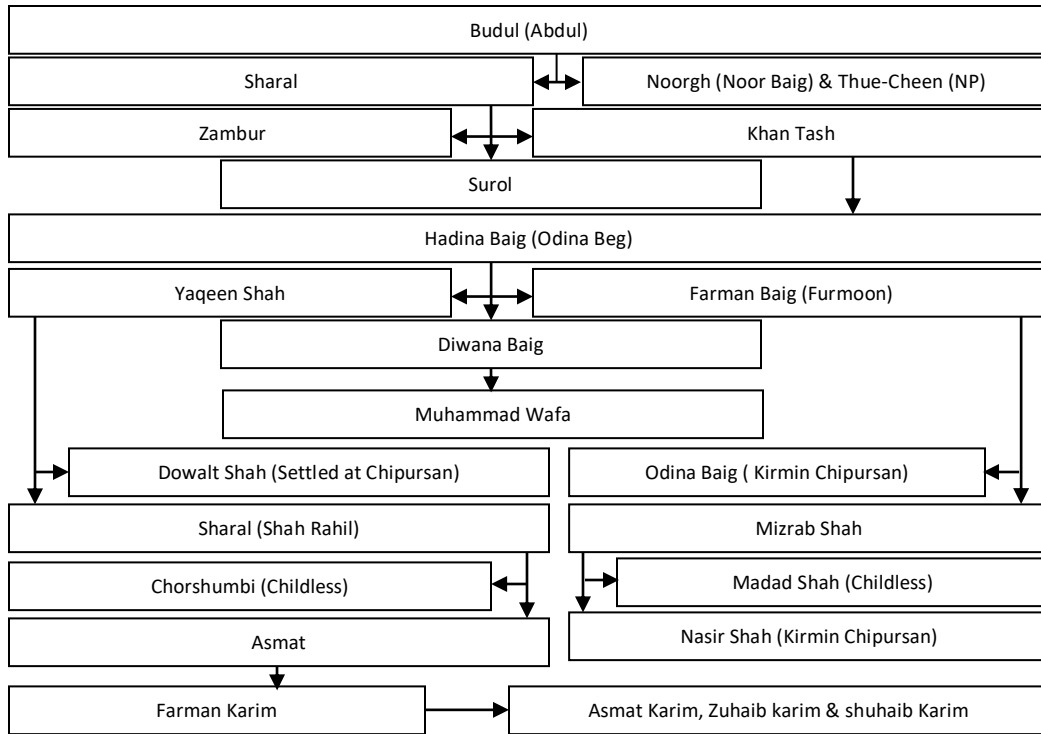 Budul (Abdul)
Sharal
Noorgh (Noor Baig) & Thue-Cheen (NP)
Zambur
Khan Tash
Surol
Hadina Baig (Odina Beg)
Yaqeen Shah
Farman Baig (Furmoon)
Diwana Baig
Muhammad Wafa
Dowalt Shah (Settled at Chipursan)
Odina Baig ( Kirmin Chipursan)
Sharal (Shah Rahil)
Mizrab Shah
Chorshumbi (Childless)
Madad Shah (Childless)
Asmat
Nasir Shah (Kirmin Chipursan)
Farman Karim
Asmat Karim, Zuhaib karim & shuhaib Karim